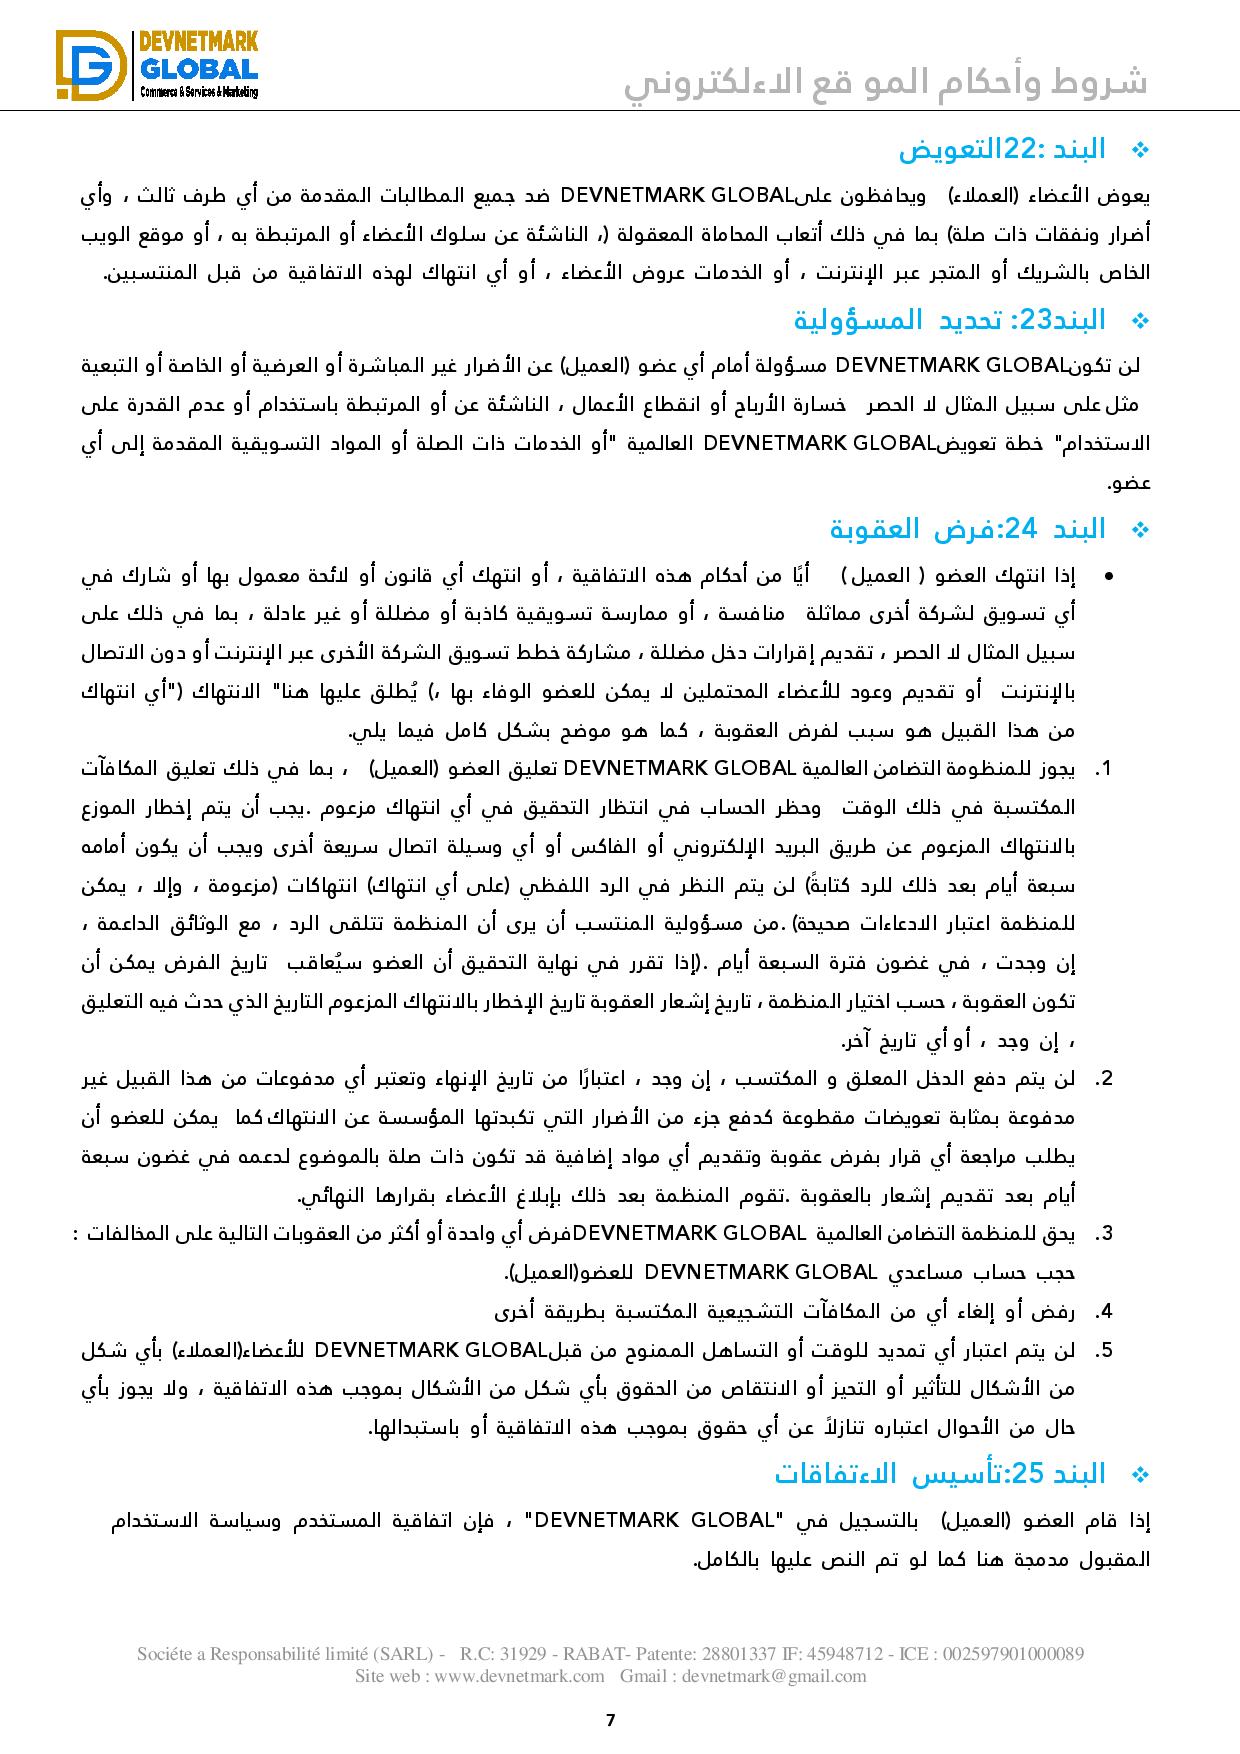 DEVNETMARK
GLOBAL
Commerce & Services & Marketing
شروط وأحكام المو قع الاءلكتروني
❖ البند :22التعويض
يعوض الأعضاء (العملاء) ويحافظون علىDEVNETMARK GLOBAL ضد جميع المطالبات المقدمة من أي طرف ثالث ، وأي
أضرار ونفقات ذات صلة) بما في ذلك أتعاب المحاماة المعقولة (، الناشئة عن سلوك الأعضاء أو المرتبطة به ، أو موقع الويب
الخاص بالشريك أو المتجر عبر الإنترنت ، أو الخدمات عروض الأعضاء ، أو أي انتهاك لهذه الاتفاقية من قبل المنتسبين.
❖ البند23: تحديد المسؤولية
لن تكونDEVNETMARK GLOBAL مسؤولة أمام أي عضو (العميل) عن الأضرار غير المباشرة أو العرضية أو الخاصة أو التبعية
مثل على سبيل المثال لا الحصر خسارة الأرباح أو انقطاع الأعمال ، الناشئة عن أو المرتبطة باستخدام أو عدم القدرة على
الاستخدام" خطة تعويضDEVNETMARK GLOBAL العالمية "أو الخدمات ذات الصلة أو المواد التسويقية المقدمة إلى أي
عضو.
❖ البند 24:فرض العقوبة
• إذا انتهك العضو ( العميل ) أيًا من أحكام هذه الاتفاقية ، أو انتهك أي قانون أو لائحة معمول بها أو شارك في
أي تسويق لشركة أخرى مماثلة منافسة ، أو ممارسة تسويقية كاذبة أو مضللة أو غير عادلة ، بما في ذلك على
سبيل المثال لا الحصر ، تقديم إقرارات دخل مضللة ، مشاركة خطط تسويق الشركة الأخرى عبر الإنترنت أو دون الاتصال
بالإنترنت أو تقديم وعود للأعضاء المحتملين لا يمكن للعضو الوفاء بها ،) يُطلق عليها هنا" الانتهاك ("أي انتهاك
من هذا القبيل هو سبب لفرض العقوبة ، كما هو موضح بشكل كامل فيما يلي.
1. يجوز للمنظومة التضامن العالمية DEVNETMARK GLOBAL تعليق العضو (العميل) ، بما في ذلك تعليق المكافآت
المكتسبة في ذلك الوقت وحظر الحساب في انتظار التحقيق في أي انتهاك مزعوم .يجب أن يتم إخطار الموزع
بالانتهاك المزعوم عن طريق البريد الإلكتروني أو الفاكس أو أي وسيلة اتصال سريعة أخرى ويجب أن يكون أمامه
سبعة أيام بعد ذلك للرد كتابةً) لن يتم النظر في الرد اللفظي (على أي انتهاك) انتهاكات (مزعومة ، وإلا ، يمكن
للمنظمة اعتبار الادعاءات صحيحة) .من مسؤولية المنتسب أن يرى أن المنظمة تتلقى الرد ، مع الوثائق الداعمة ،
إن وجدت ، في غضون فترة السبعة أيام .(إذا تقرر في نهاية التحقيق أن العضو سيُعاقب تاريخ الفرض يمكن أن
تكون العقوبة ، حسب اختيار المنظمة ، تاريخ إشعار العقوبة تاريخ الإخطار بالانتهاك المزعوم التاريخ الذي حدث فيه التعليق
، إن وجد ، أو أي تاريخ آخر.
2. لن يتم دفع الدخل المعلق و المكتسب ، إن وجد ، اعتبارًا من تاريخ الإنهاء وتعتبر أي مدفوعات من هذا القبيل غير
مدفوعة بمثابة تعويضات مقطوعة كدفع جزء من الأضرار التي تكبدتها المؤسسة عن الانتهاك كما يمكن للعضو أن
يطلب مراجعة أي قرار بفرض عقوبة وتقديم أي مواد إضافية قد تكون ذات صلة بالموضوع لدعمه في غضون سبعة
أيام بعد تقديم إشعار بالعقوبة .تقوم المنظمة بعد ذلك بإبلاغ الأعضاء بقرارها النهائي.
3. يحق للمنظمة التضامن العالمية DEVNETMARK GLOBALفرض أي واحدة أو أكثر من العقوبات التالية على المخالفات :
حجب حساب مساعدي DEVNETMARK GLOBAL للعضو(العميل).
4. رفض أو إلغاء أي من المكافآت التشجيعية المكتسبة بطريقة أخرى
5. لن يتم اعتبار أي تمديد للوقت أو التساهل الممنوح من قبلDEVNETMARK GLOBAL للأعضاء(العملاء) بأي شكل
من الأشكال للتأثير أو التحيز أو الانتقاص من الحقوق بأي شكل من الأشكال بموجب هذه الاتفاقية ، ولا يجوز بأي
حال من الأحوال اعتباره تنازلاً عن أي حقوق بموجب هذه الاتفاقية أو باستبدالها.
❖ البند 25:تأسيس الاءتفاقات
إذا قام العضو (العميل) بالتسجيل في "DEVNETMARK GLOBAL" ، فإن اتفاقية المستخدم وسياسة الاستخدام
المقبول مدمجة هنا كما لو تم النص عليها بالكامل.
Sociéte a Responsabilité limité (SARL) - R.C: 31929 - RABAT- Patente: 28801337 IF: 45948712 - ICE : 002597901000089
Site web : www.devnetmark.com Gmail : devnetmark@gmail.com
7